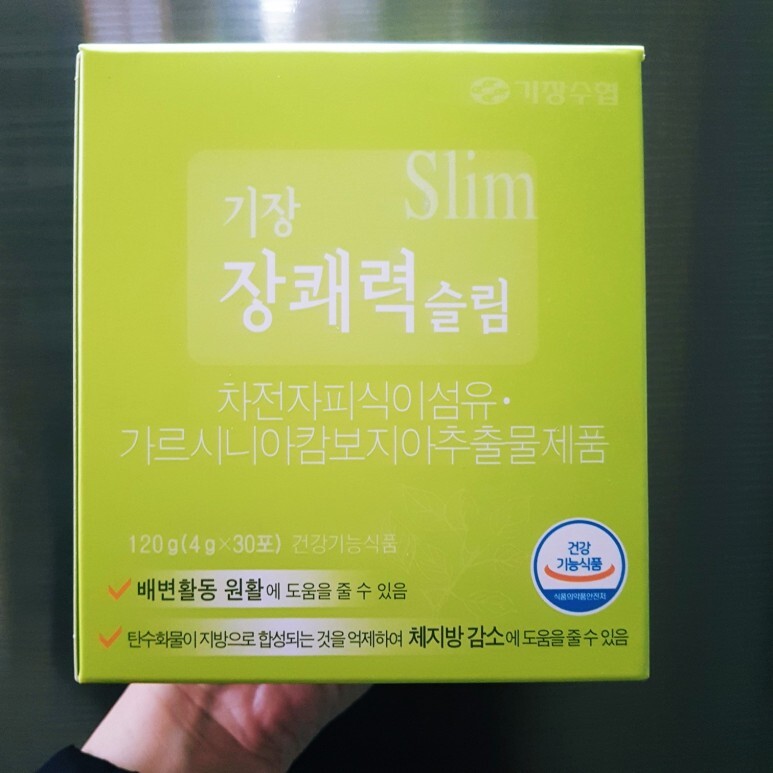 기장수협
Slim
기장
장쾌력슬림
차전자피식이섬유·
가르시니아캄보지아추출물제품
120g(4g×30포) 건강기능식품
건강
기능식품
식품의약품안전처
배변활동 원활에 도움을 줄 수 있음
탄수화물이 지방으로 합성되는 것을 억제하여 체지방 감소에 도움을 줄 수 있음